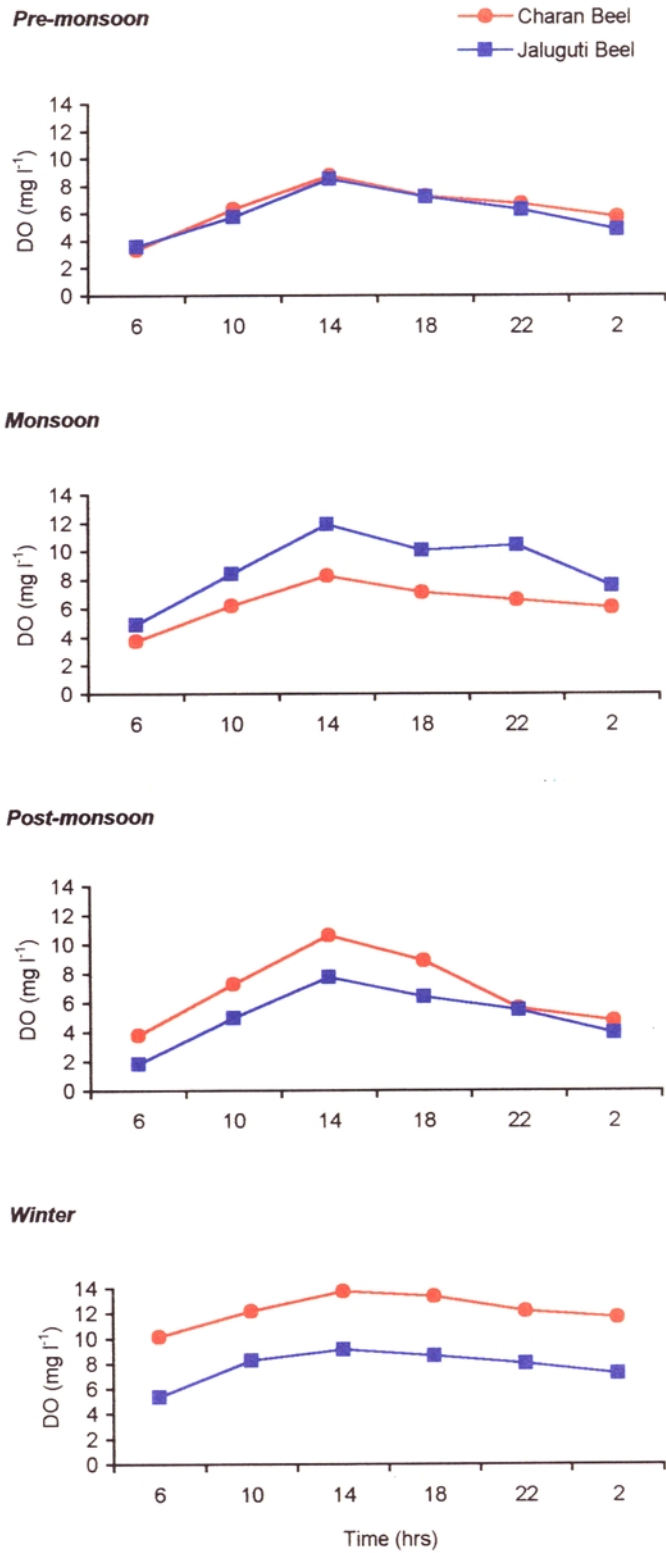 Pre-monsoon
Charan Beel
Jaluguti Beel
14
12
10
8
6
4
2
0
DO (mg l⁻¹)
6 10 14 18 22 2
Monsoon
14
12
10
8
6
4
2
0
DO (mg l⁻¹)
6 10 14 18 22 2
Post-monsoon
14
12
10
8
6
4
2
0
DO (mg l⁻¹)
6 10 14 18 22 2
Winter
14
12
10
8
6
4
2
0
DO (mg l⁻¹)
6 10 14 18 22 2
Time (hrs)